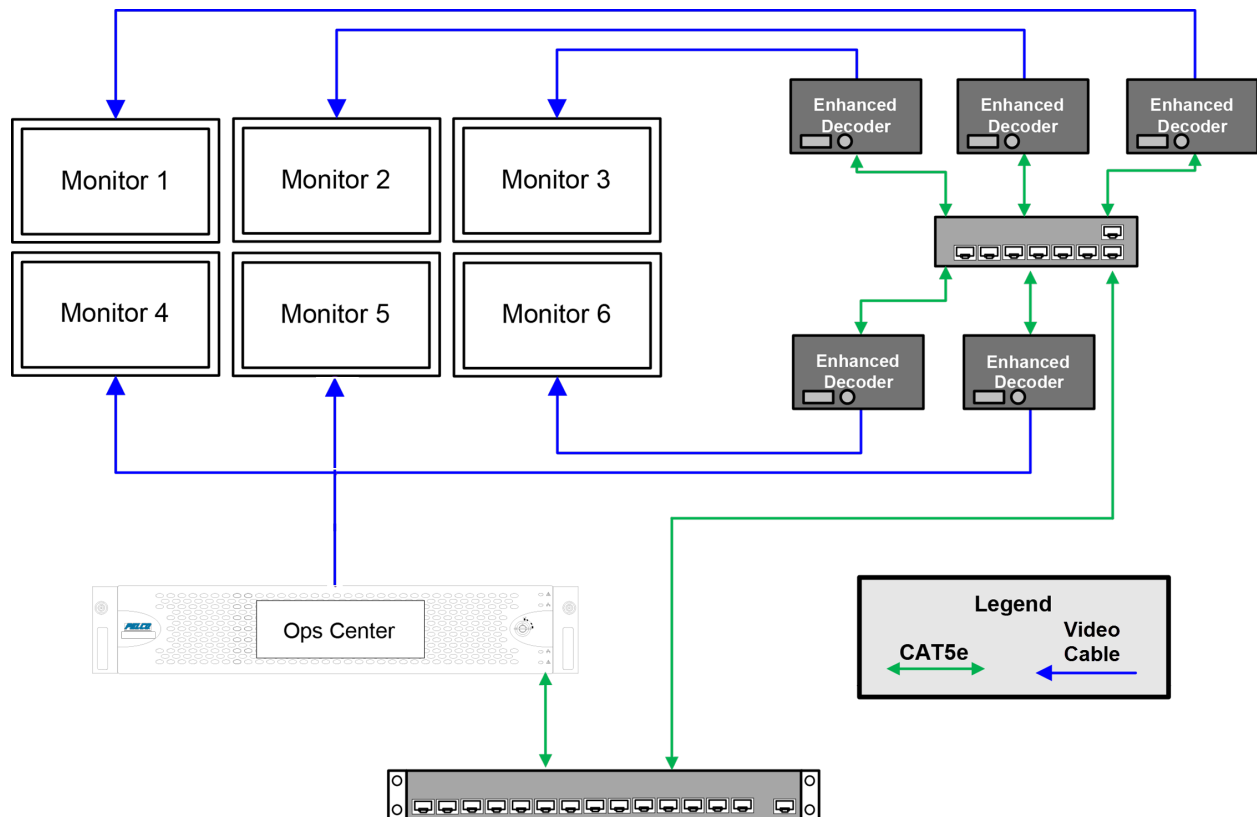 Enhanced
Decoder
Enhanced
Decoder
Enhanced
Decoder
Monitor 1
Monitor 2
Monitor 3
Monitor 4
Monitor 5
Monitor 6
Enhanced
Decoder
Enhanced
Decoder
PELCO
Ops Center
Legend
CAT5e
Video
Cable